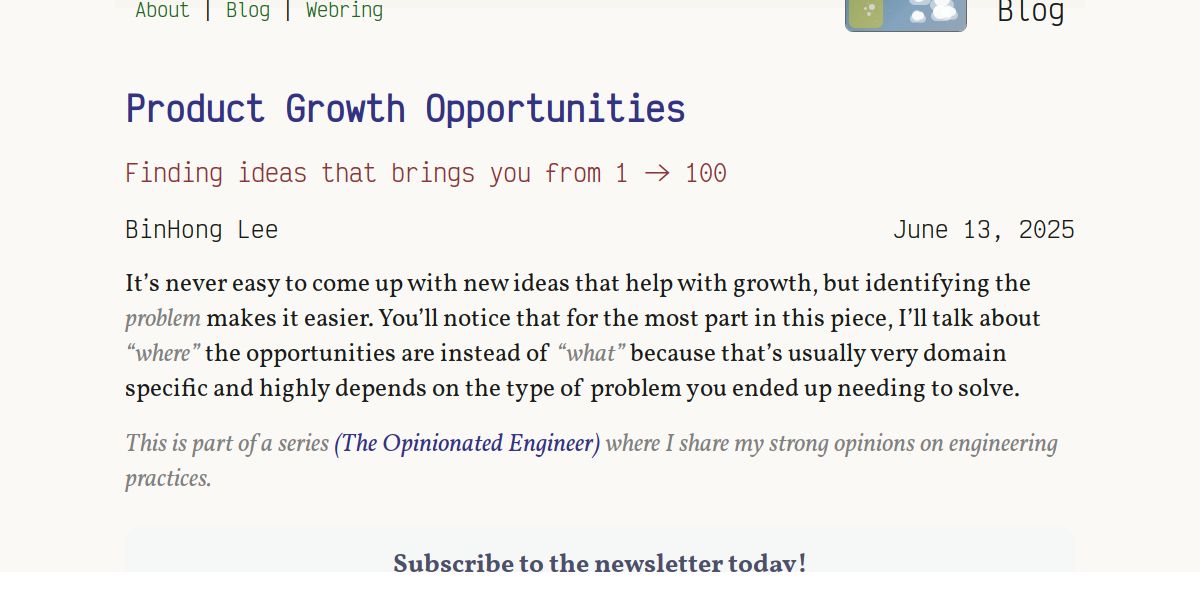 About | Blog | Webring
Blog
Product Growth Opportunities
Finding ideas that brings you from 1 → 100
BinHong Lee
June 13, 2025
It’s never easy to come up with new ideas that help with growth, but identifying the
problem makes it easier. You’ll notice that for the most part in this piece, I’ll talk about
“where” the opportunities are instead of “what” because that’s usually very domain
specific and highly depends on the type of problem you ended up needing to solve.
This is part of a series (The Opinionated Engineer) where I share my strong opinions on engineering
practices.
Subscribe to the newsletter today!